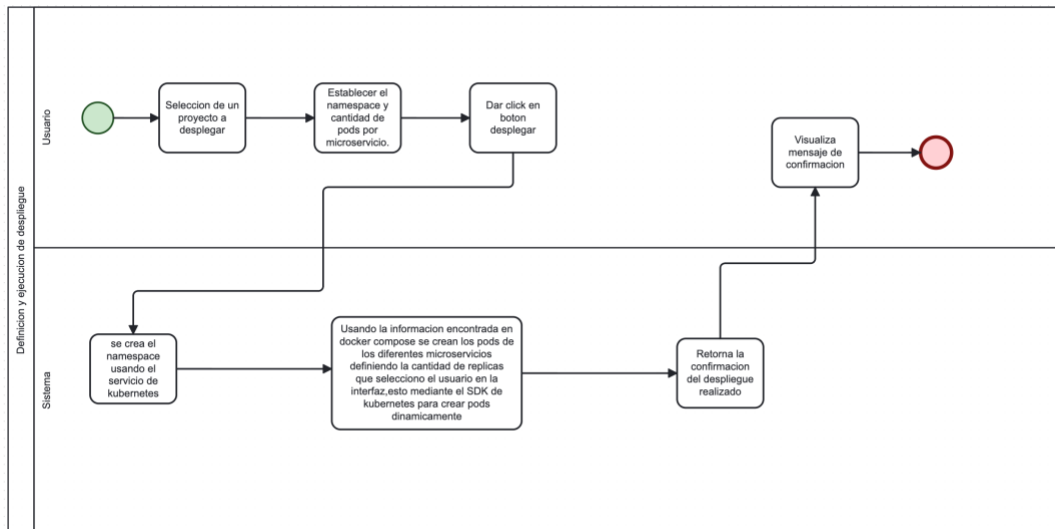 Definicion y ejecucion de despliegue
Usuario
Seleccion de un
proyecto a
desplegar
Establecer el
namespace y
cantidad de
pods por
microservicio.
Dar click en
boton
desplegar
Visualiza
mensaje de
confirmacion
Sistema
se crea el
namespace
usando el
servicio de
kubernetes
Usando la informacion encontrada en
docker compose se crean los pods de
los diferentes microservicios
definiendo la cantidad de replicas
que selecciono el usuario en la
interfaz,esto mediante el SDK de
kubernetes para crear pods
dinamicamente
Retorna la
confirmacion
del despliegue
realizado